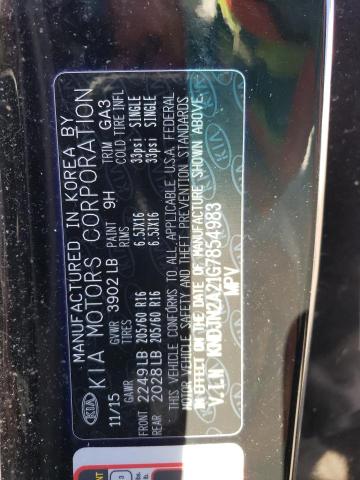 MANUFACTURED IN KOREA BY
KIA MOTORS CORPORATION
KIA
11/15 GVWR 3902 LB PAINT 9H TRIM GA3
GAWR TIRES RIMS COLD TIRE INFL
FRONT 2249LB 205/60 R16 6.5JX16 33psi SINGLE
REAR 2028LB 205/60 R16 6.5JX16 33psi SINGLE
THIS VEHICLE CONFORMS TO ALL APPLICABLE U.S.A. FEDERAL
MOTOR VEHICLE SAFETY AND THEFT PREVENTION STANDARDS
IN EFFECT ON THE DATE OF MANUFACTURE SHOWN ABOVE.
V.I.N KNDJN2A21G7854983
MPV